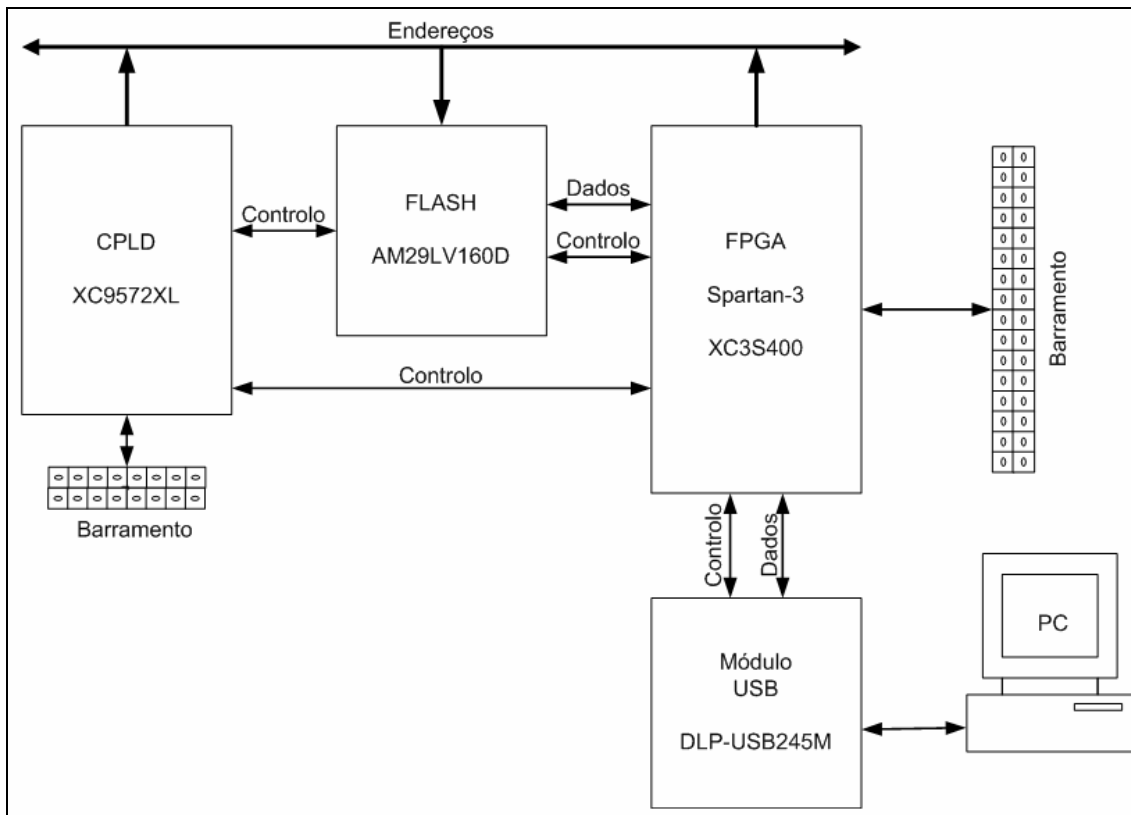 Endereços
CPLD
XC9572XL
Controlo
FLASH
AM29LV160D
Dados
Controlo
FPGA
Spartan-3
XC3S400
Barramento
Controlo
Barramento
Controlo
Dados
Módulo
USB
DLP-USB245M
PC